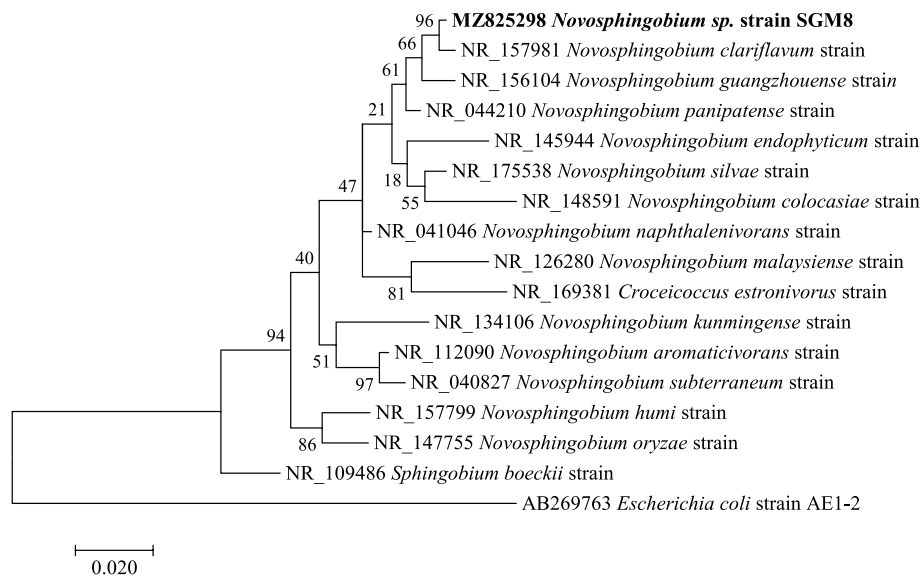 96 MZ825298 Novosphingobium sp. strain SGM8
66 NR_157981 Novosphingobium clariflavum strain
61 NR_156104 Novosphingobium guangzhouense strain
21 NR_044210 Novosphingobium panipatense strain
NR_145944 Novosphingobium endophyticum strain
18 NR_175538 Novosphingobium silvae strain
47 55 NR_148591 Novosphingobium colocasiae strain
NR_041046 Novosphingobium naphthalenivorans strain
40 NR_126280 Novosphingobium malaysiense strain
81 NR_169381 Croceicoccus estronivorus strain
NR_134106 Novosphingobium kunmingense strain
94 51 NR_112090 Novosphingobium aromaticivorans strain
97 NR_040827 Novosphingobium subterraneum strain
NR_157799 Novosphingobium humi strain
86 NR_147755 Novosphingobium oryzae strain
NR_109486 Sphingobium boeckii strain
AB269763 Escherichia coli strain AE1-2
0.020